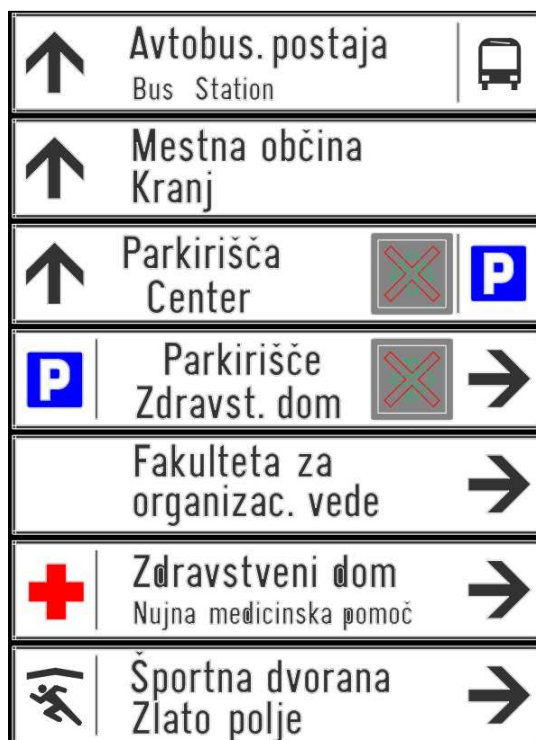 Avtobus. postaja
Bus Station
Mestna občina
Kranj
Parkirišča
Center
P
P
Parkirišče
Zdravst. dom
Fakulteta za
organizac. vede
Zdravstveni dom
Nujna medicinska pomoč
Športna dvorana
Zlato polje